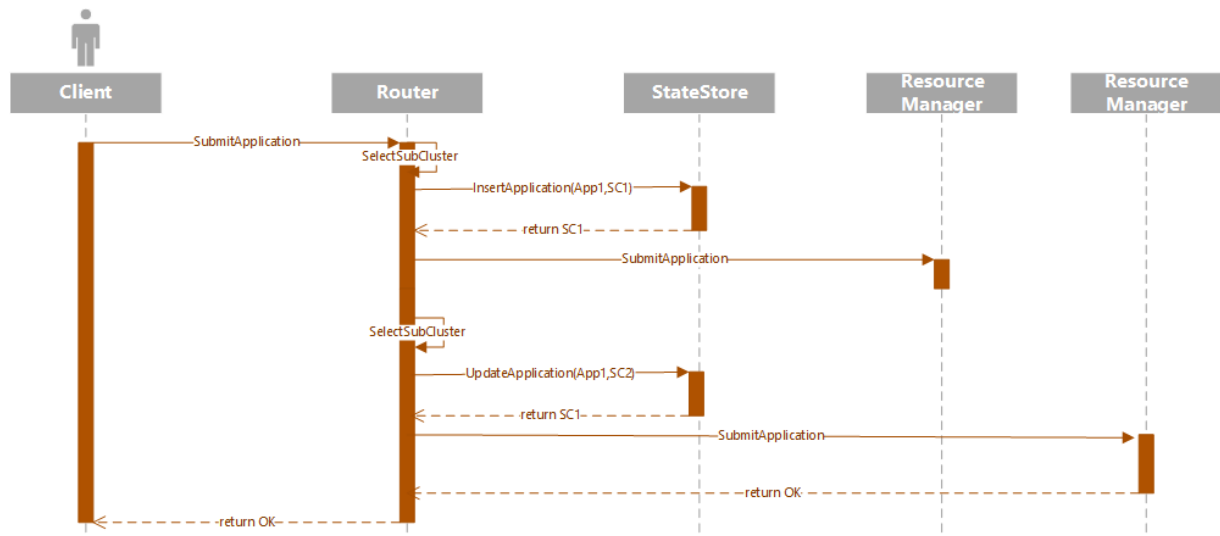 Client
Router
StateStore
Resource
Manager
Resource
Manager
SubmitApplication
SelectSubCluster
InsertApplication(App1,SC1)
return SC1
SubmitApplication
SelectSubCluster
UpdateApplication(App1,SC2)
return SC1
SubmitApplication
return OK
return OK